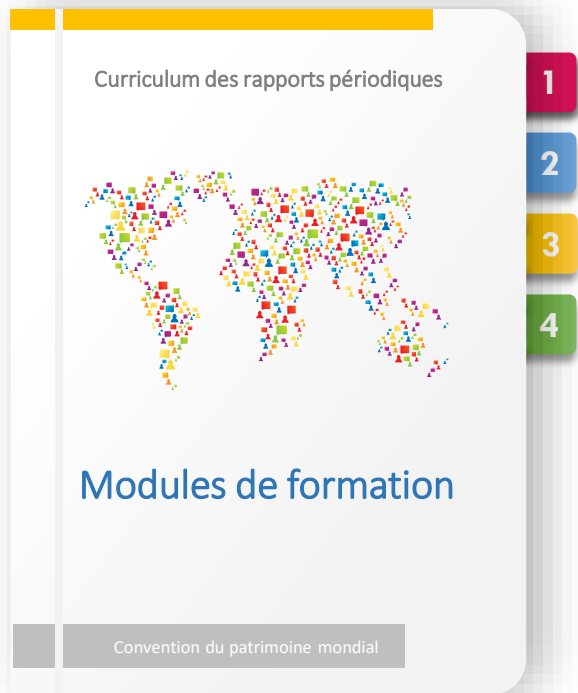 Curriculum des rapports périodiques
1
2
3
4
Modules de formation
Convention du patrimoine mondial